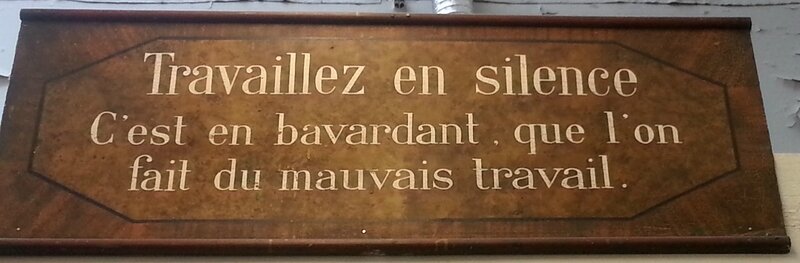 Travaillez en silence
C'est en bavardant, que l'on
fait du mauvais travail.